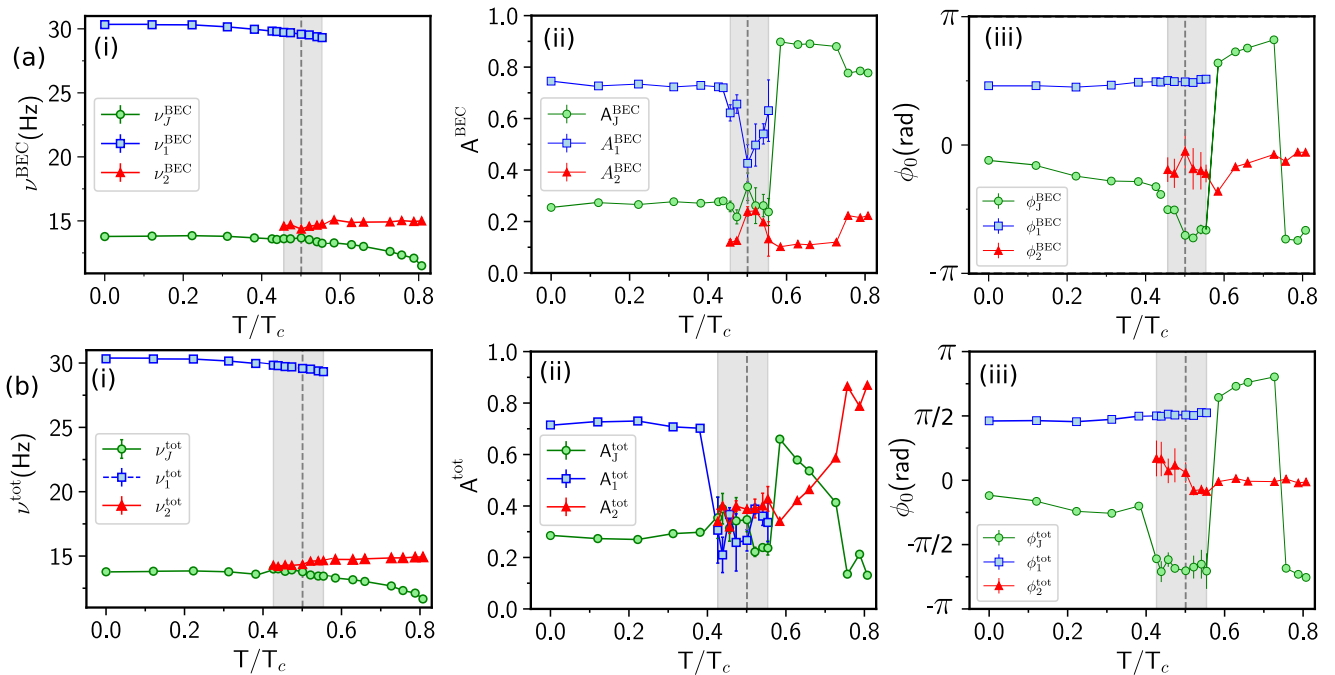 (a)
(i)
ν^BEC(Hz)
30
25
20
15
ν_J^BEC
ν_1^BEC
ν_2^BEC
0.0 0.2 0.4 0.6 0.8
T/T_c
(ii)
A^BEC
1.0
0.8
0.6
0.4
0.2
0.0
A_J^BEC
A_1^BEC
A_2^BEC
0.0 0.2 0.4 0.6 0.8
T/T_c
(iii)
ϕ_0(rad)
π
0
-π
ϕ_J^BEC
ϕ_1^BEC
ϕ_2^BEC
0.0 0.2 0.4 0.6 0.8
T/T_c
(b)
(i)
ν^tot(Hz)
30
25
20
15
ν_J^tot
ν_1^tot
ν_2^tot
0.0 0.2 0.4 0.6 0.8
T/T_c
(ii)
A^tot
1.0
0.8
0.6
0.4
0.2
0.0
A_J^tot
A_1^tot
A_2^tot
0.0 0.2 0.4 0.6 0.8
T/T_c
(iii)
ϕ_0(rad)
π
π/2
0
-π/2
-π
ϕ_J^tot
ϕ_1^tot
ϕ_2^tot
0.0 0.2 0.4 0.6 0.8
T/T_c